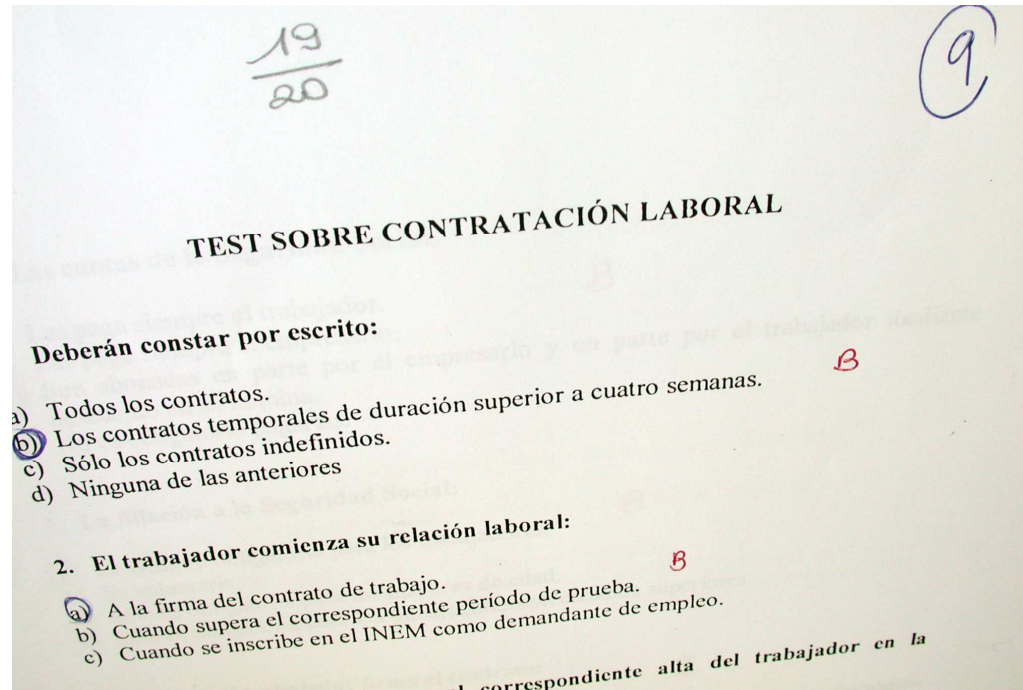 19
20
9
TEST SOBRE CONTRATACIÓN LABORAL
Deberán constar por escrito:
B
a) Todos los contratos.
b) Los contratos temporales de duración superior a cuatro semanas.
c) Sólo los contratos indefinidos.
d) Ninguna de las anteriores
2. El trabajador comienza su relación laboral:
B
a) A la firma del contrato de trabajo.
b) Cuando supera el correspondiente período de prueba.
c) Cuando se inscribe en el INEM como demandante de empleo.
correspondiente alta del trabajador en la